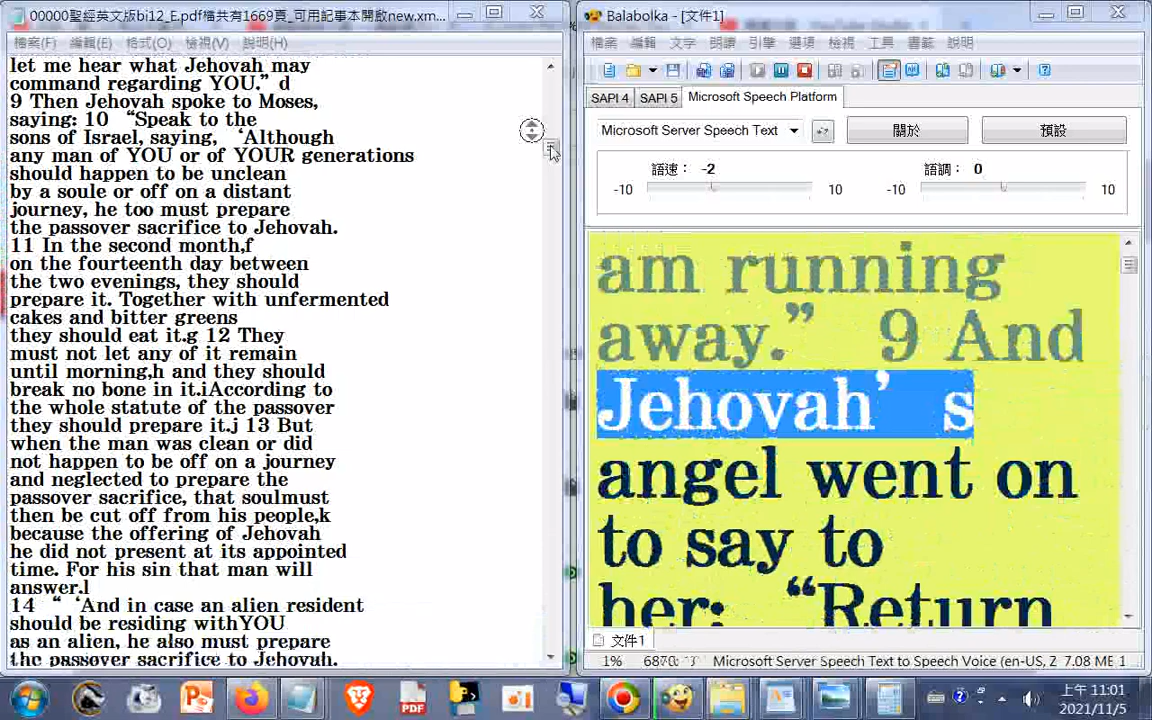 00000聖經英文版bi12_E.pdf檔共有1669頁_可用記事本開啟new.xm...
檔案(F) 編輯(E) 格式(O) 檢視(V) 說明(H)
let me hear what Jehovah may
command regarding YOU.” d
9 Then Jehovah spoke to Moses,
saying: 10 “Speak to the
sons of Israel, saying, ‘Although
any man of YOU or of YOUR generations
should happen to be unclean
by a soule or off on a distant
journey, he too must prepare
the passover sacrifice to Jehovah.
11 In the second month,f
on the fourteenth day between
the two evenings, they should
prepare it. Together with unfermented
cakes and bitter greens
they should eat it.g 12 They
must not let any of it remain
until morning,h and they should
break no bone in it.iAccording to
the whole statute of the passover
they should prepare it.j 13 But
when the man was clean or did
not happen to be off on a journey
and neglected to prepare the
passover sacrifice, that soulmust
then be cut off from his people,k
because the offering of Jehovah
he did not present at its appointed
time. For his sin that man will
answer.l
14 “ ‘And in case an alien resident
should be residing withYOU
as an alien, he also must prepare
the passover sacrifice to Jehovah.
Balabolka - [文件1]
檔案 編輯 文字 朗讀 引擎 選項 檢視 工具 書籤 說明
SAPI 4 SAPI 5 Microsoft Speech Platform
Microsoft Server Speech Text 關於 預設
語速： -2 語調： 0
-10 10 -10 10
am running
away.” 9 And
Jehovah’ s
angel went on
to say to
her: “Return
文件1
1% Microsoft Server Speech Text to Speech Voice (en-US, Z 7.08 MB 1
上午 11:01
2021/11/5